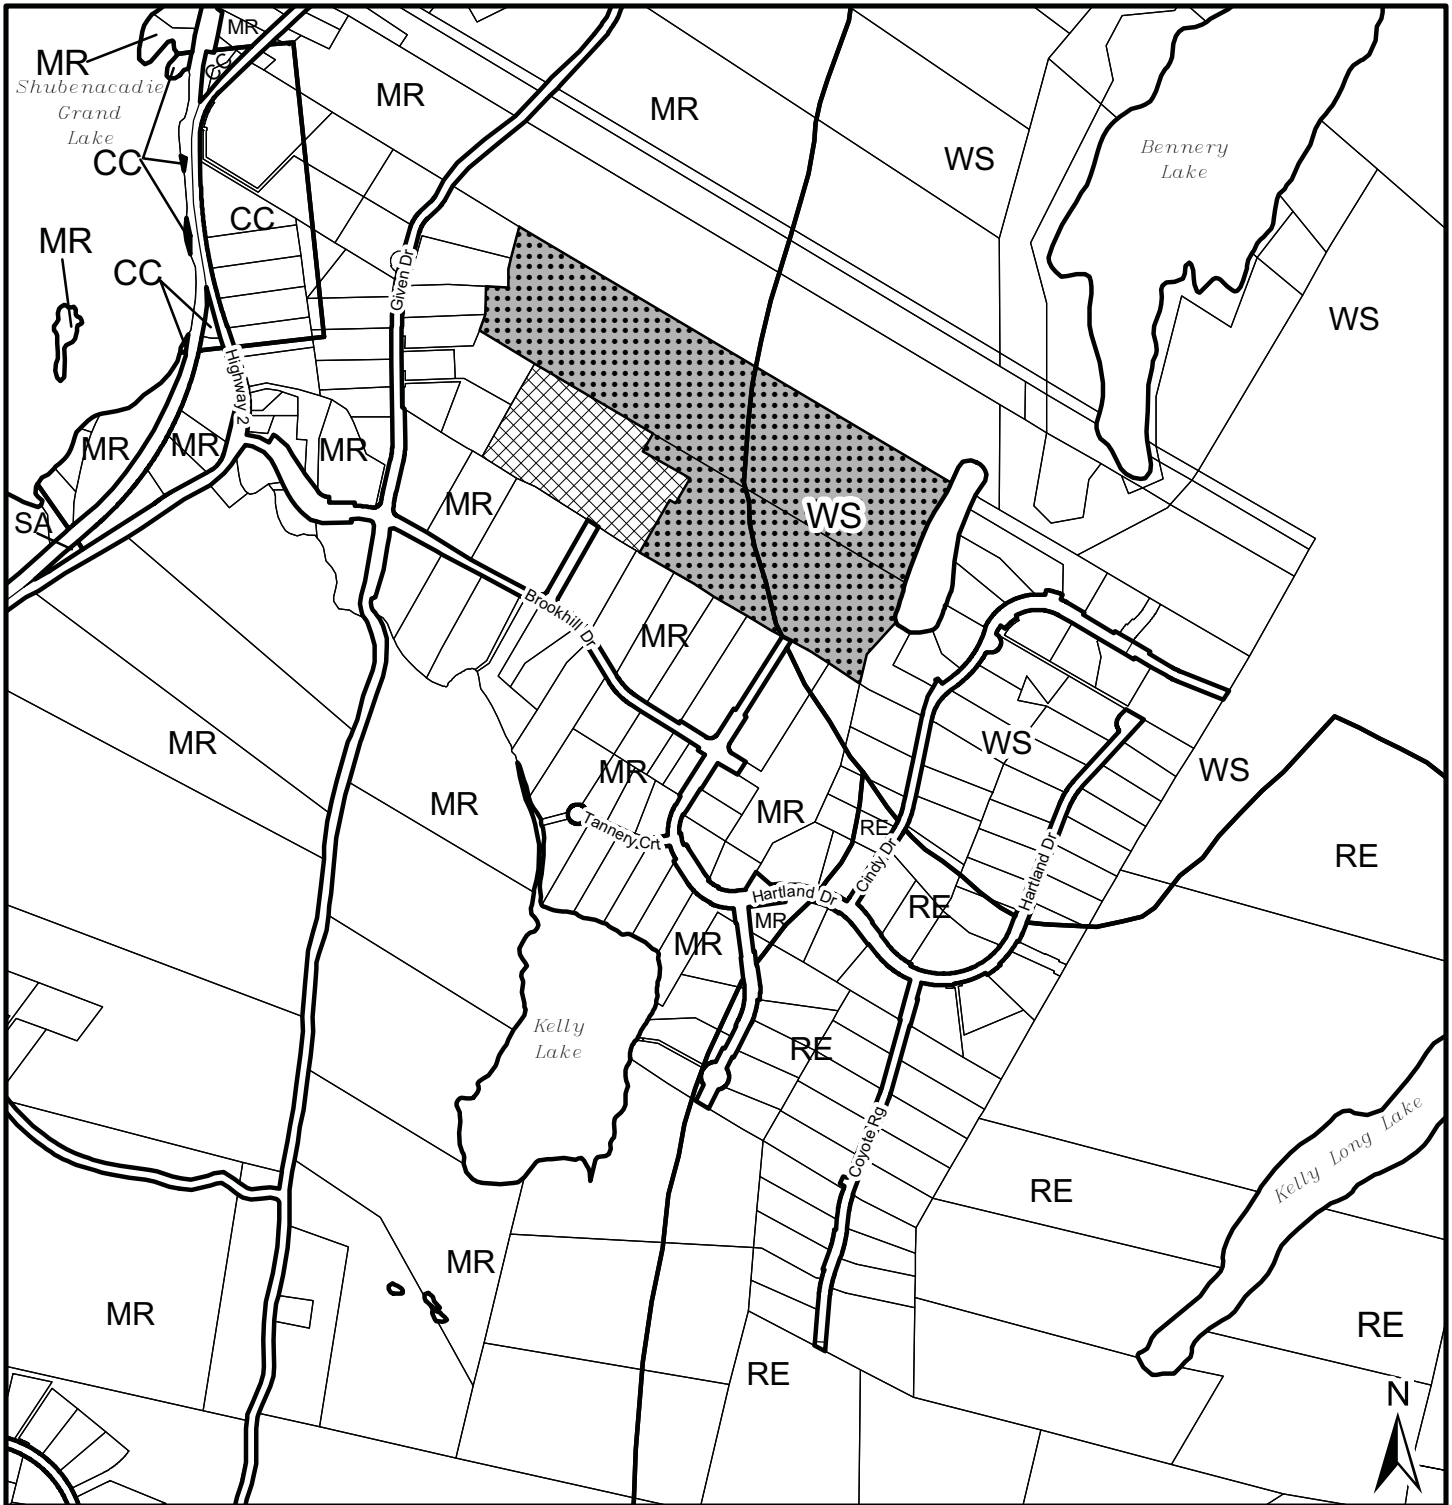 MR
MR
CC
Shubenacadie
Grand
Lake
MR
MR
CC
WS
Bennery
Lake
CC
MR
CC
Given Dr
WS
Highway 2
MR
MR
MR
MR
SA
WS
Brookhill Dr
MR
MR
WS
WS
MR
MR
MR
Tannery Crt
RE
Cindy Dr
Hartland Dr
RE
Hartland Dr
RE
MR
MR
Kelly
Lake
RE
Coyote Rg
Kelly Long Lake
RE
MR
MR
RE
RE
N